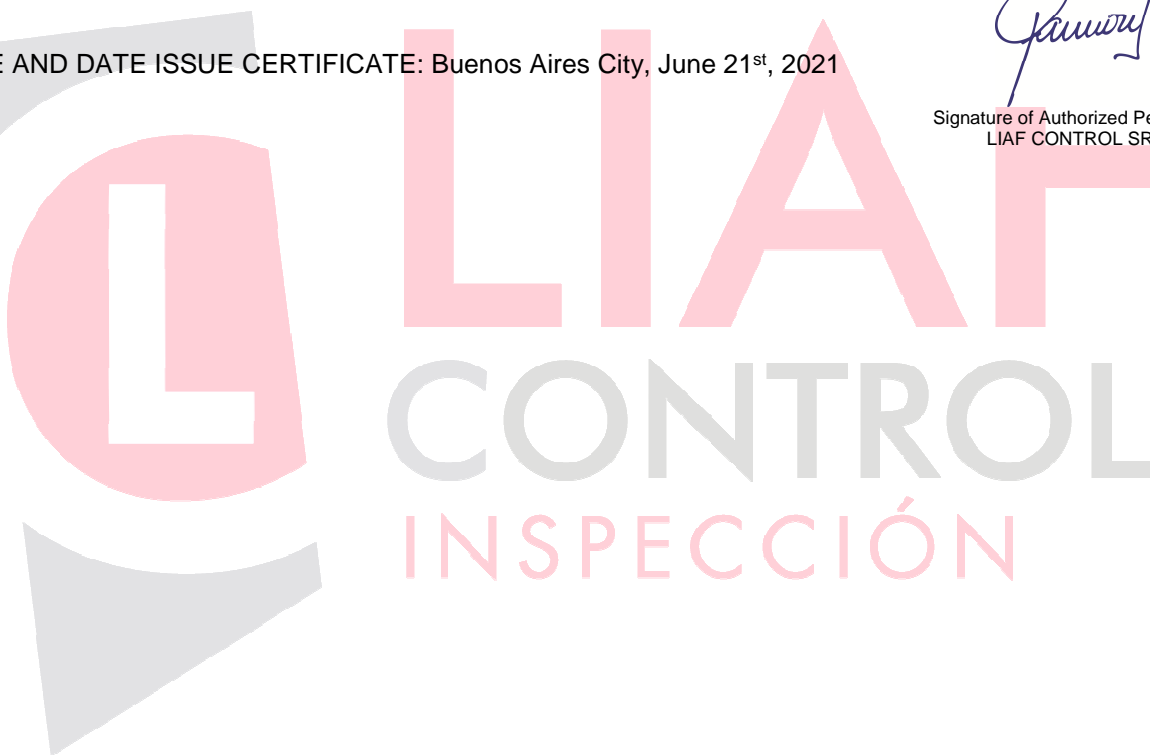 E AND DATE ISSUE CERTIFICATE: Buenos Aires City, June 21st, 2021
Signature of Authorized Pe
LIAF CONTROL SR
LIAF
CONTROL
INSPECCIÓN
L